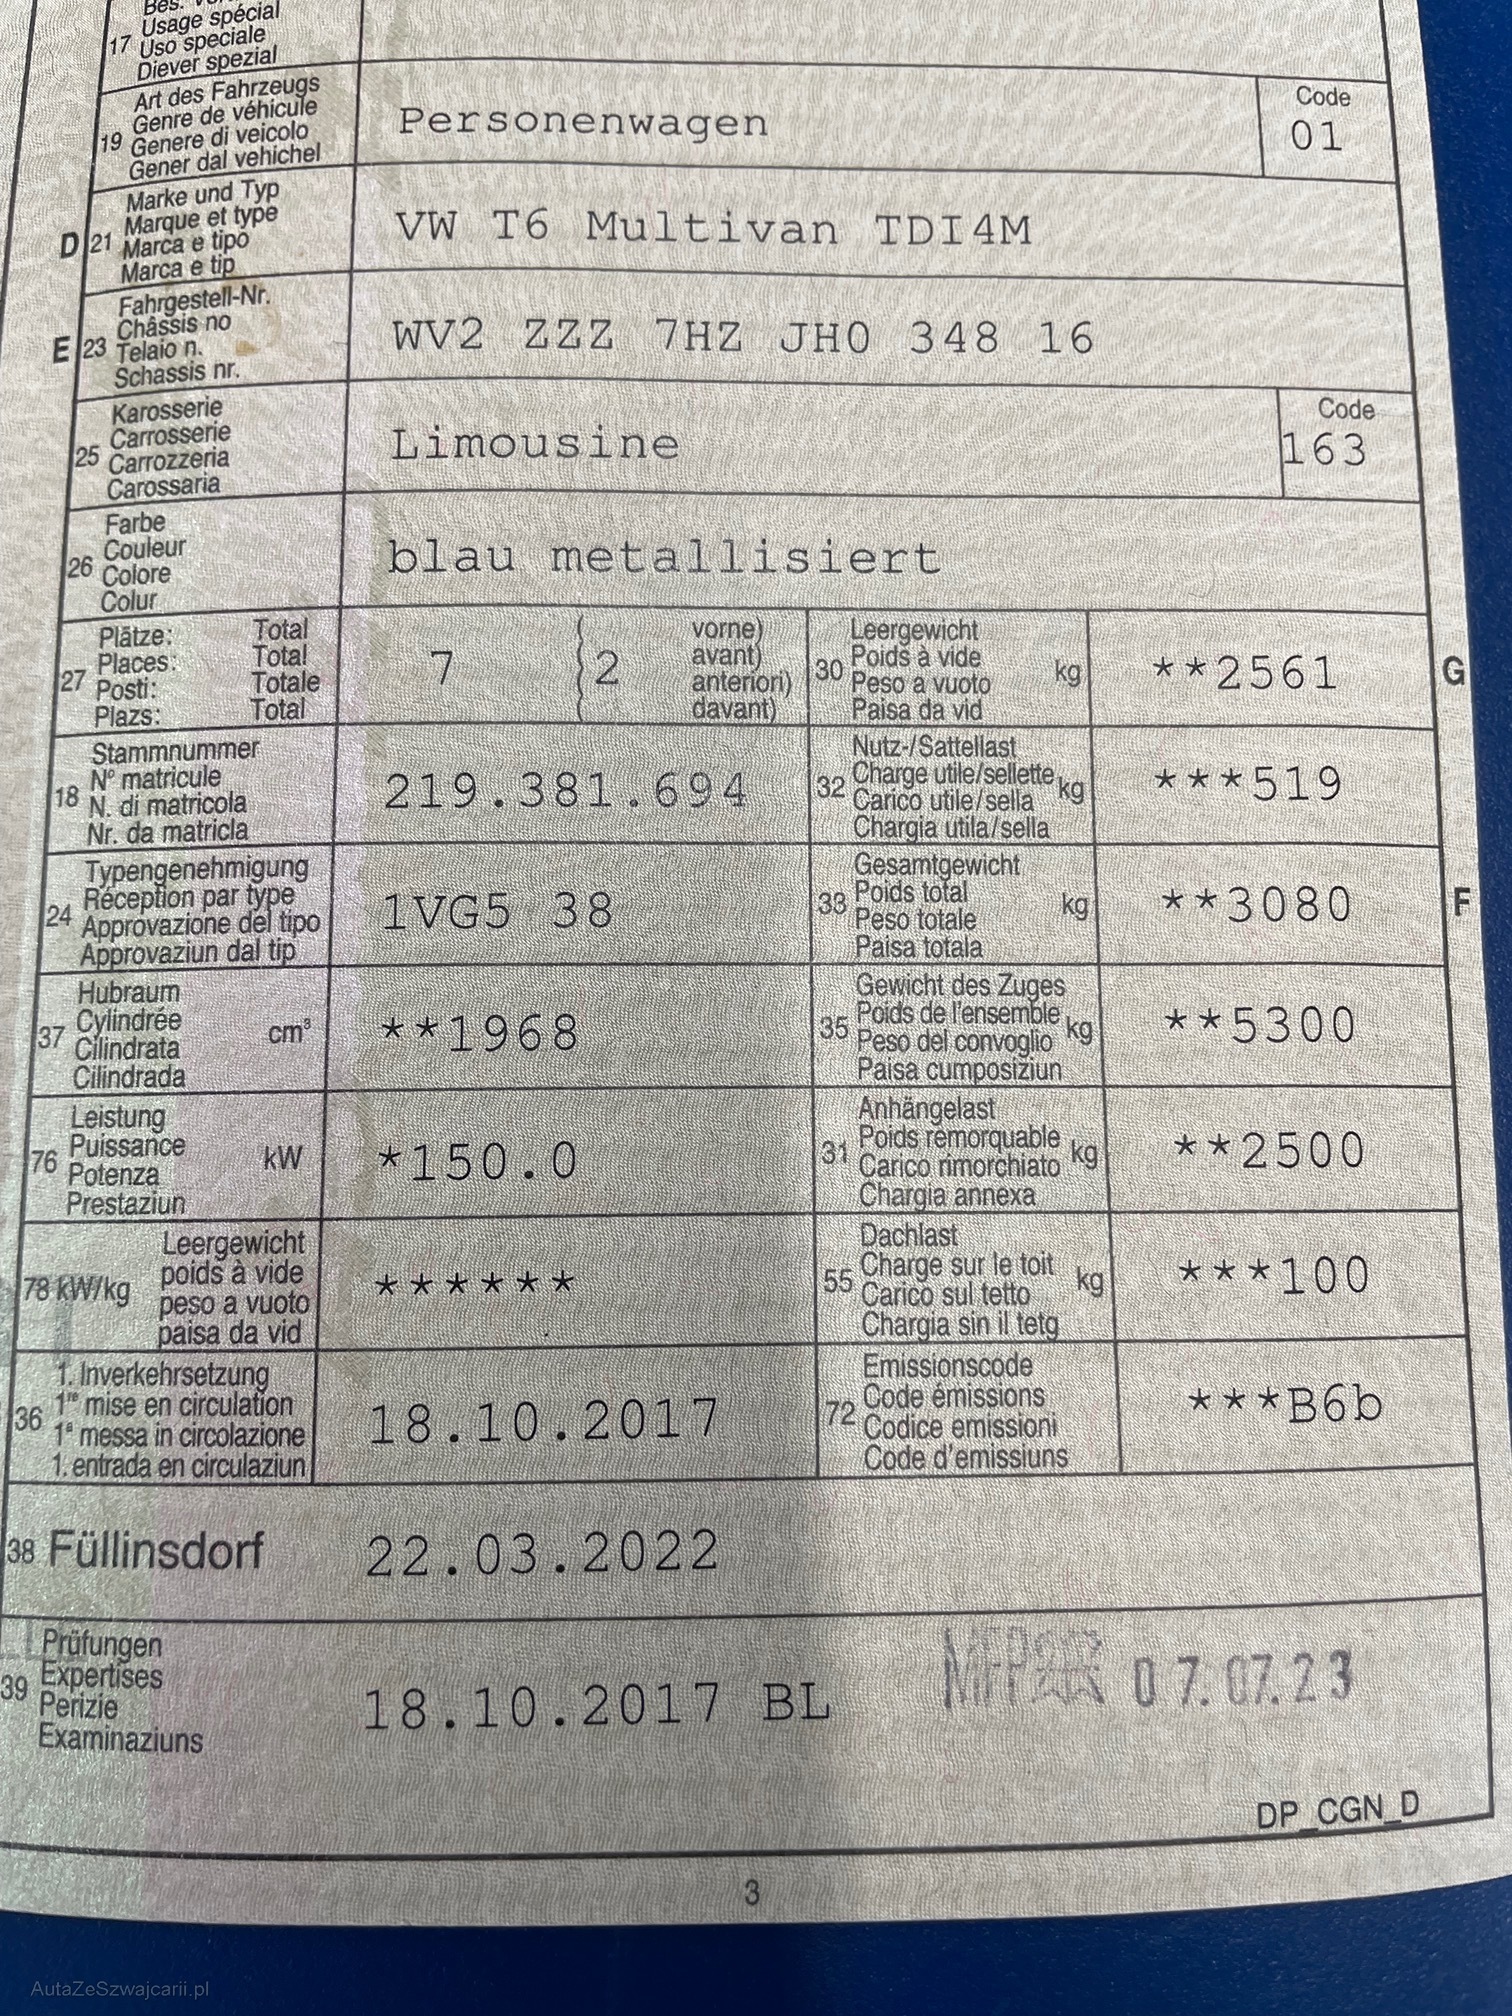 17 Usage spécial
Uso speciale
Diever spezial
19 Art des Fahrzeugs
Genre de véhicule
Genere di veicolo
Gener dal vehichel
Personenwagen
Code
01
D 21 Marke und Typ
Marque et type
Marca e tipo
Marca e tip
VW T6 Multivan TDI4M
E 23 Fahrgestell-Nr.
Châssis no
Telaio n.
Schassis nr.
WV2 ZZZ 7HZ JH0 348 16
25 Karosserie
Carrosserie
Carrozzeria
Carossaria
Limousine
Code
163
26 Farbe
Couleur
Colore
Colur
blau metallisiert
27 Plätze: Total
Places: Total
Posti: Totale
Plazs: Total
7 2
vorne)
avant)
anteriori)
davant)
30 Leergewicht
Poids à vide
Peso a vuoto
Paisa da vid
kg
**2561
G
18 Stammnummer
N° matricule
N. di matricola
Nr. da matricla
219.381.694
32 Nutz-/Sattellast
Charge utile/sellette
Carico utile/sella
Chargia utila/sella
kg
***519
24 Typengenehmigung
Réception par type
Approvazione del tipo
Approvaziun dal tip
1VG5 38
33 Gesamtgewicht
Poids total
Peso totale
Paisa totala
kg
**3080
F
37 Hubraum
Cylindrée
Cilindrata
Cilindrada
cm³
**1968
35 Gewicht des Zuges
Poids de l'ensemble
Peso del convoglio
Paisa cumposiziun
kg
**5300
76 Leistung
Puissance
Potenza
Prestaziun
kW
*150.0
31 Anhängelast
Poids remorquable
Carico rimorchiato
Chargia annexa
kg
**2500
78 kW/kg
Leergewicht
poids à vide
peso a vuoto
paisa da vid
******
55 Dachlast
Charge sur le toit
Carico sul tetto
Chargia sin il tetg
kg
***100
36 1. Inverkehrsetzung
1re mise en circulation
1a messa in circolazione
1. entrada en circulaziun
18.10.2017
72 Emissionscode
Code émissions
Codice emissioni
Code d'emissiuns
***B6b
38 Füllinsdorf 22.03.2022
39 Prüfungen
Expertises
Perizie
Examinaziuns
18.10.2017 BL
07.07.23
DP_CGN_D
3
AutaZeSzwajcarii.pl